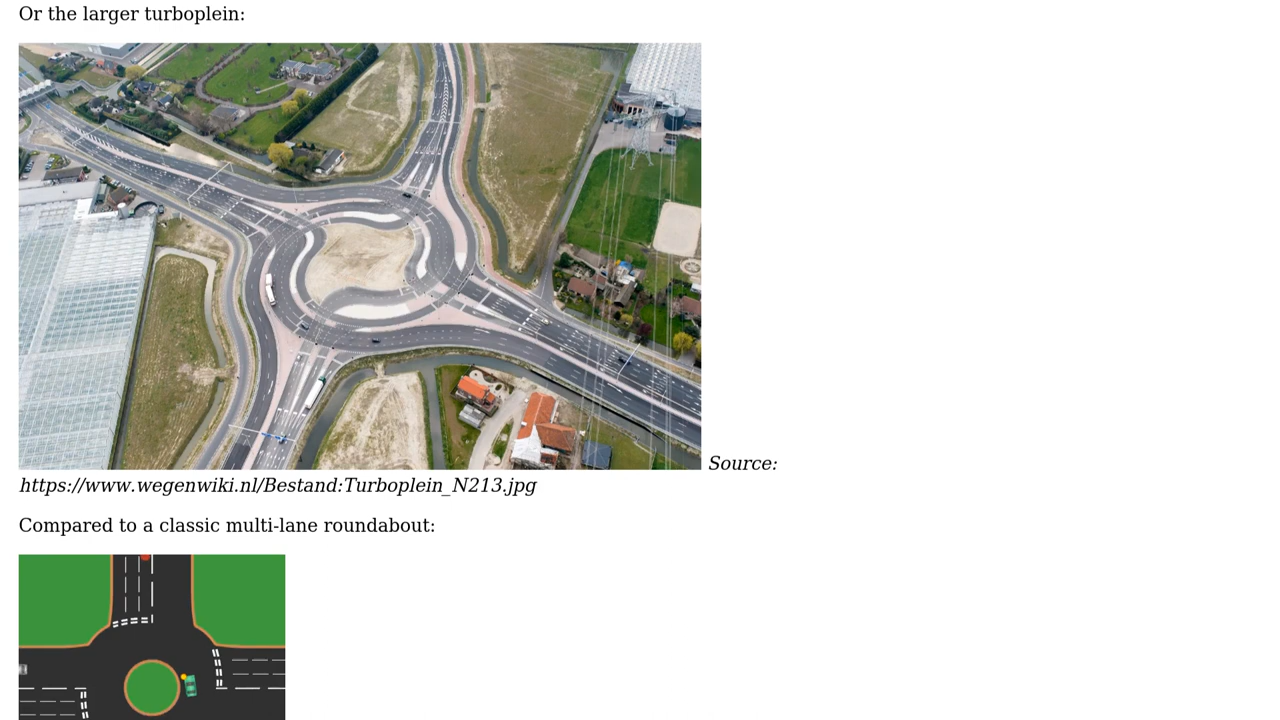 Or the larger turboplein:
Source:
https://www.wegenwiki.nl/Bestand:Turboplein_N213.jpg
Compared to a classic multi-lane roundabout: